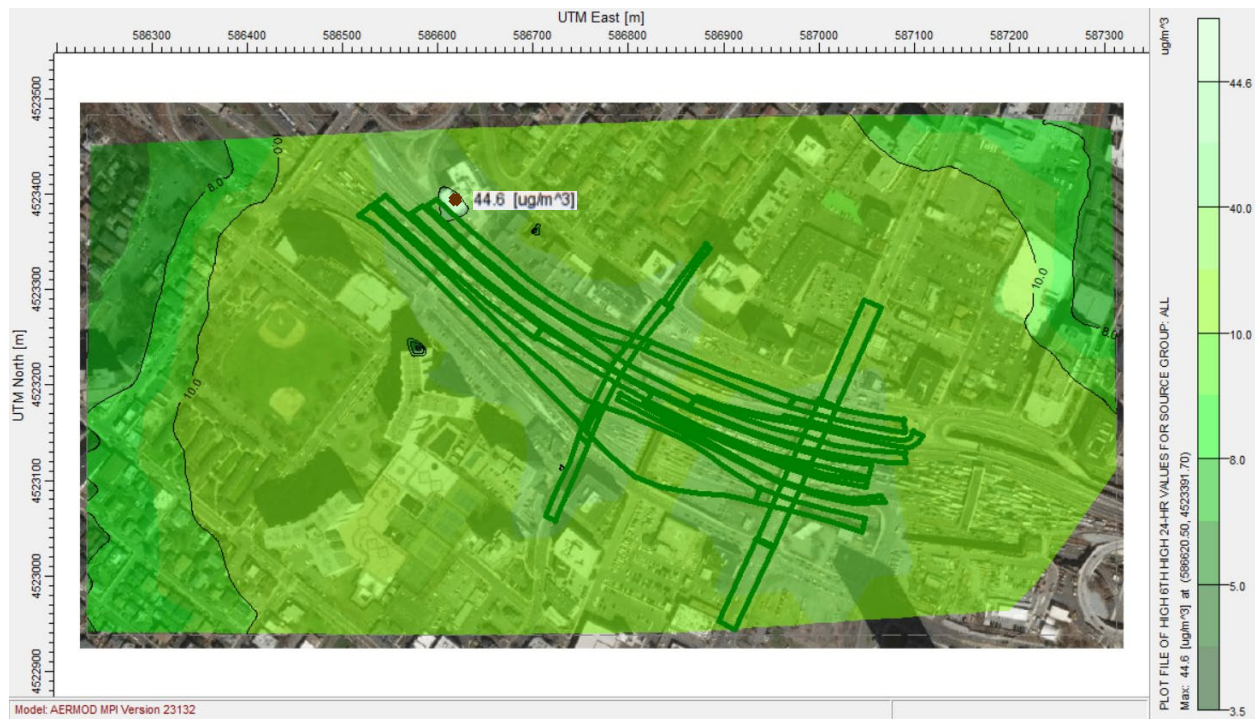 UTM East [m]
586300 586400 586500 586600 586700 586800 586900 587000 587100 587200 587300
UTM North [m]
4523500
4523400
4523300
4523200
4523100
4523000
4522900
8.0
10.0
10.0
44.6 [ug/m^3]
10.0
8.0
ug/m^3
44.6
40.0
10.0
8.0
5.0
3.5
PLOT FILE OF HIGH 6TH HIGH 24-HR VALUES FOR SOURCE GROUP: ALL
Max: 44.6 [ug/m^3] at (586620.50, 4523391.70)
Model: AERMOD MPI Version 23132